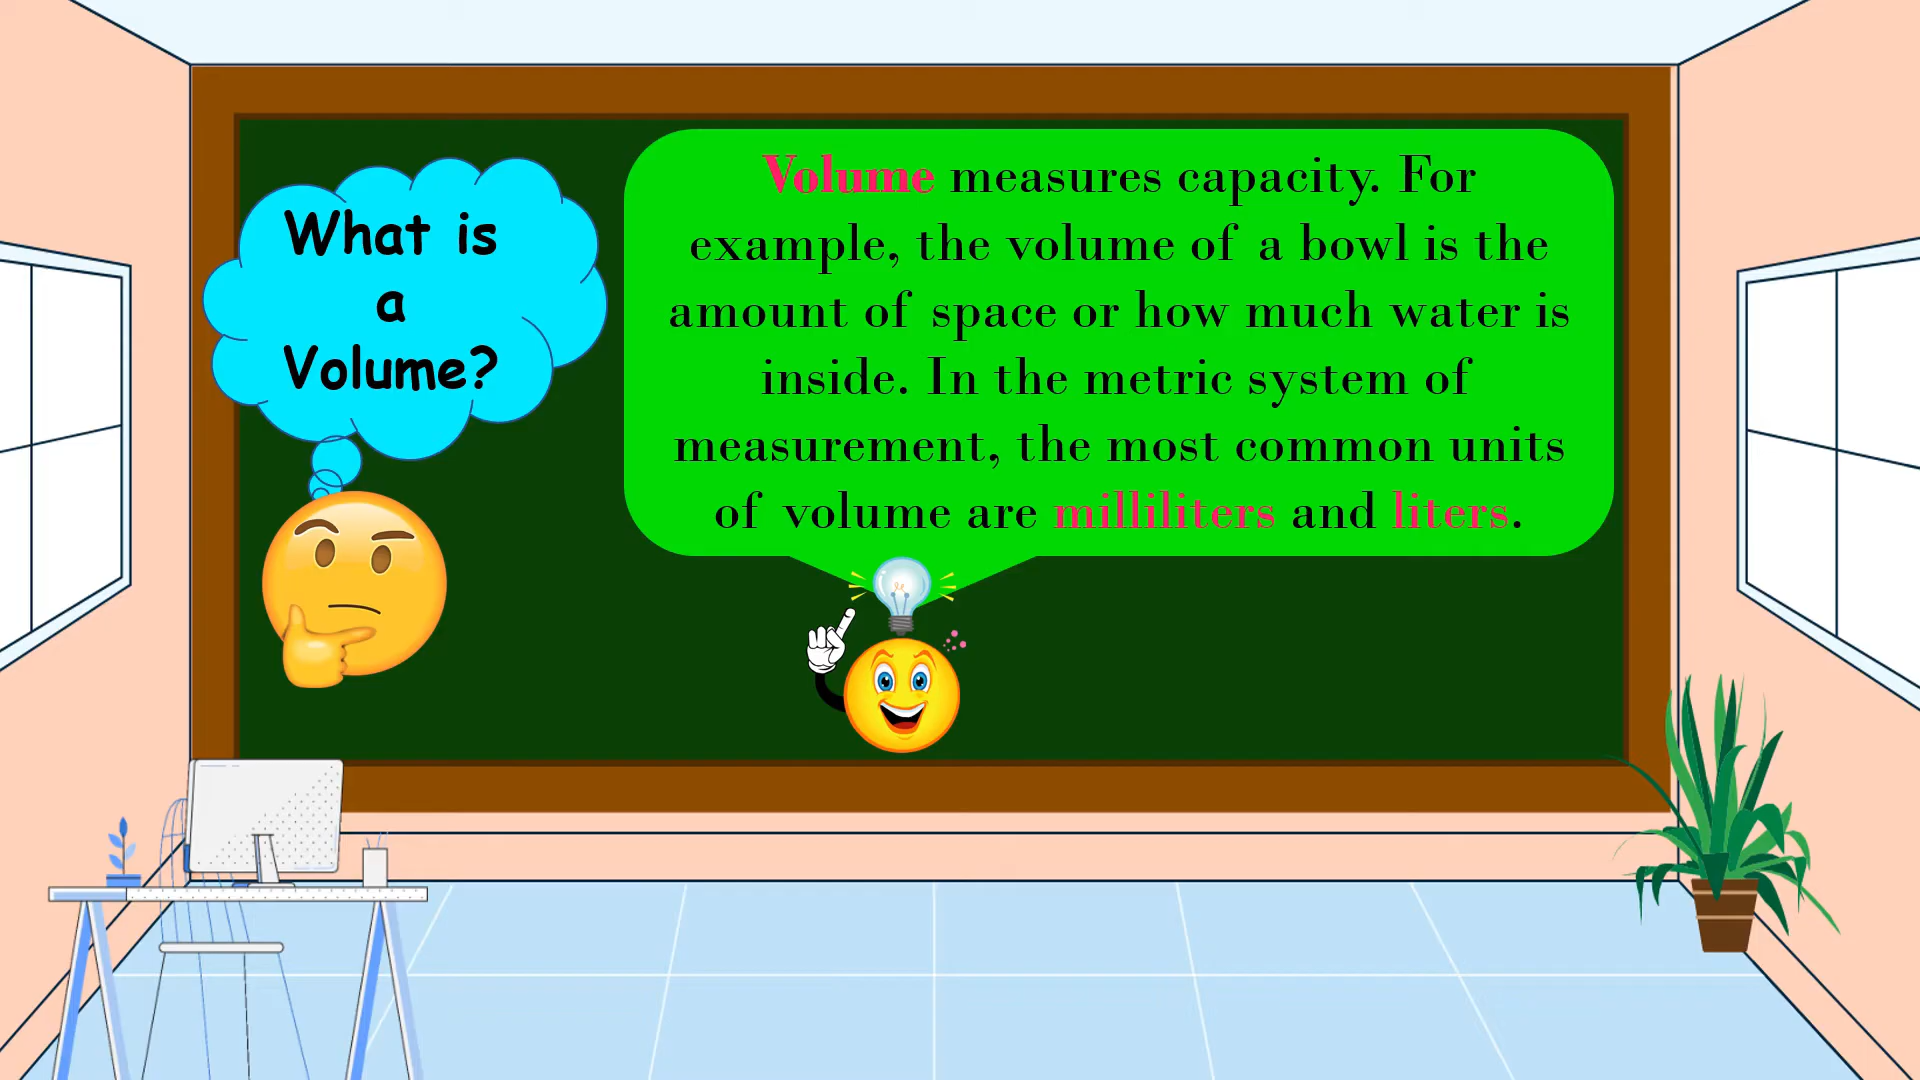 What is
a
Volume?
Volume measures capacity. For
example, the volume of a bowl is the
amount of space or how much water is
inside. In the metric system of
measurement, the most common units
of volume are milliliters and liters.